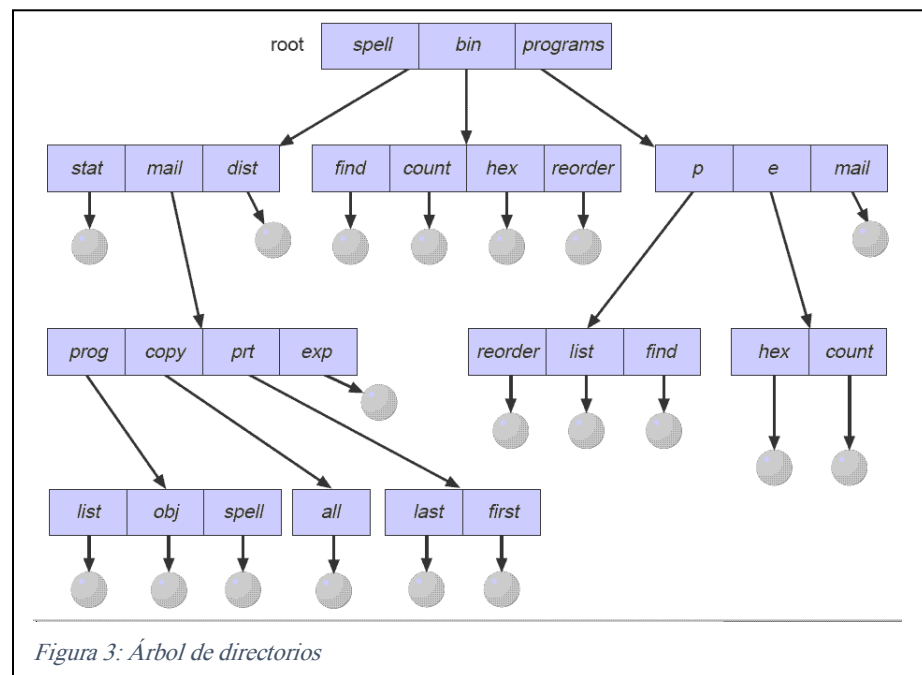 root spell bin programs
stat mail dist find count hex reorder p e mail
prog copy prt exp reorder list find hex count
list obj spell all last first
Figura 3: Árbol de directorios